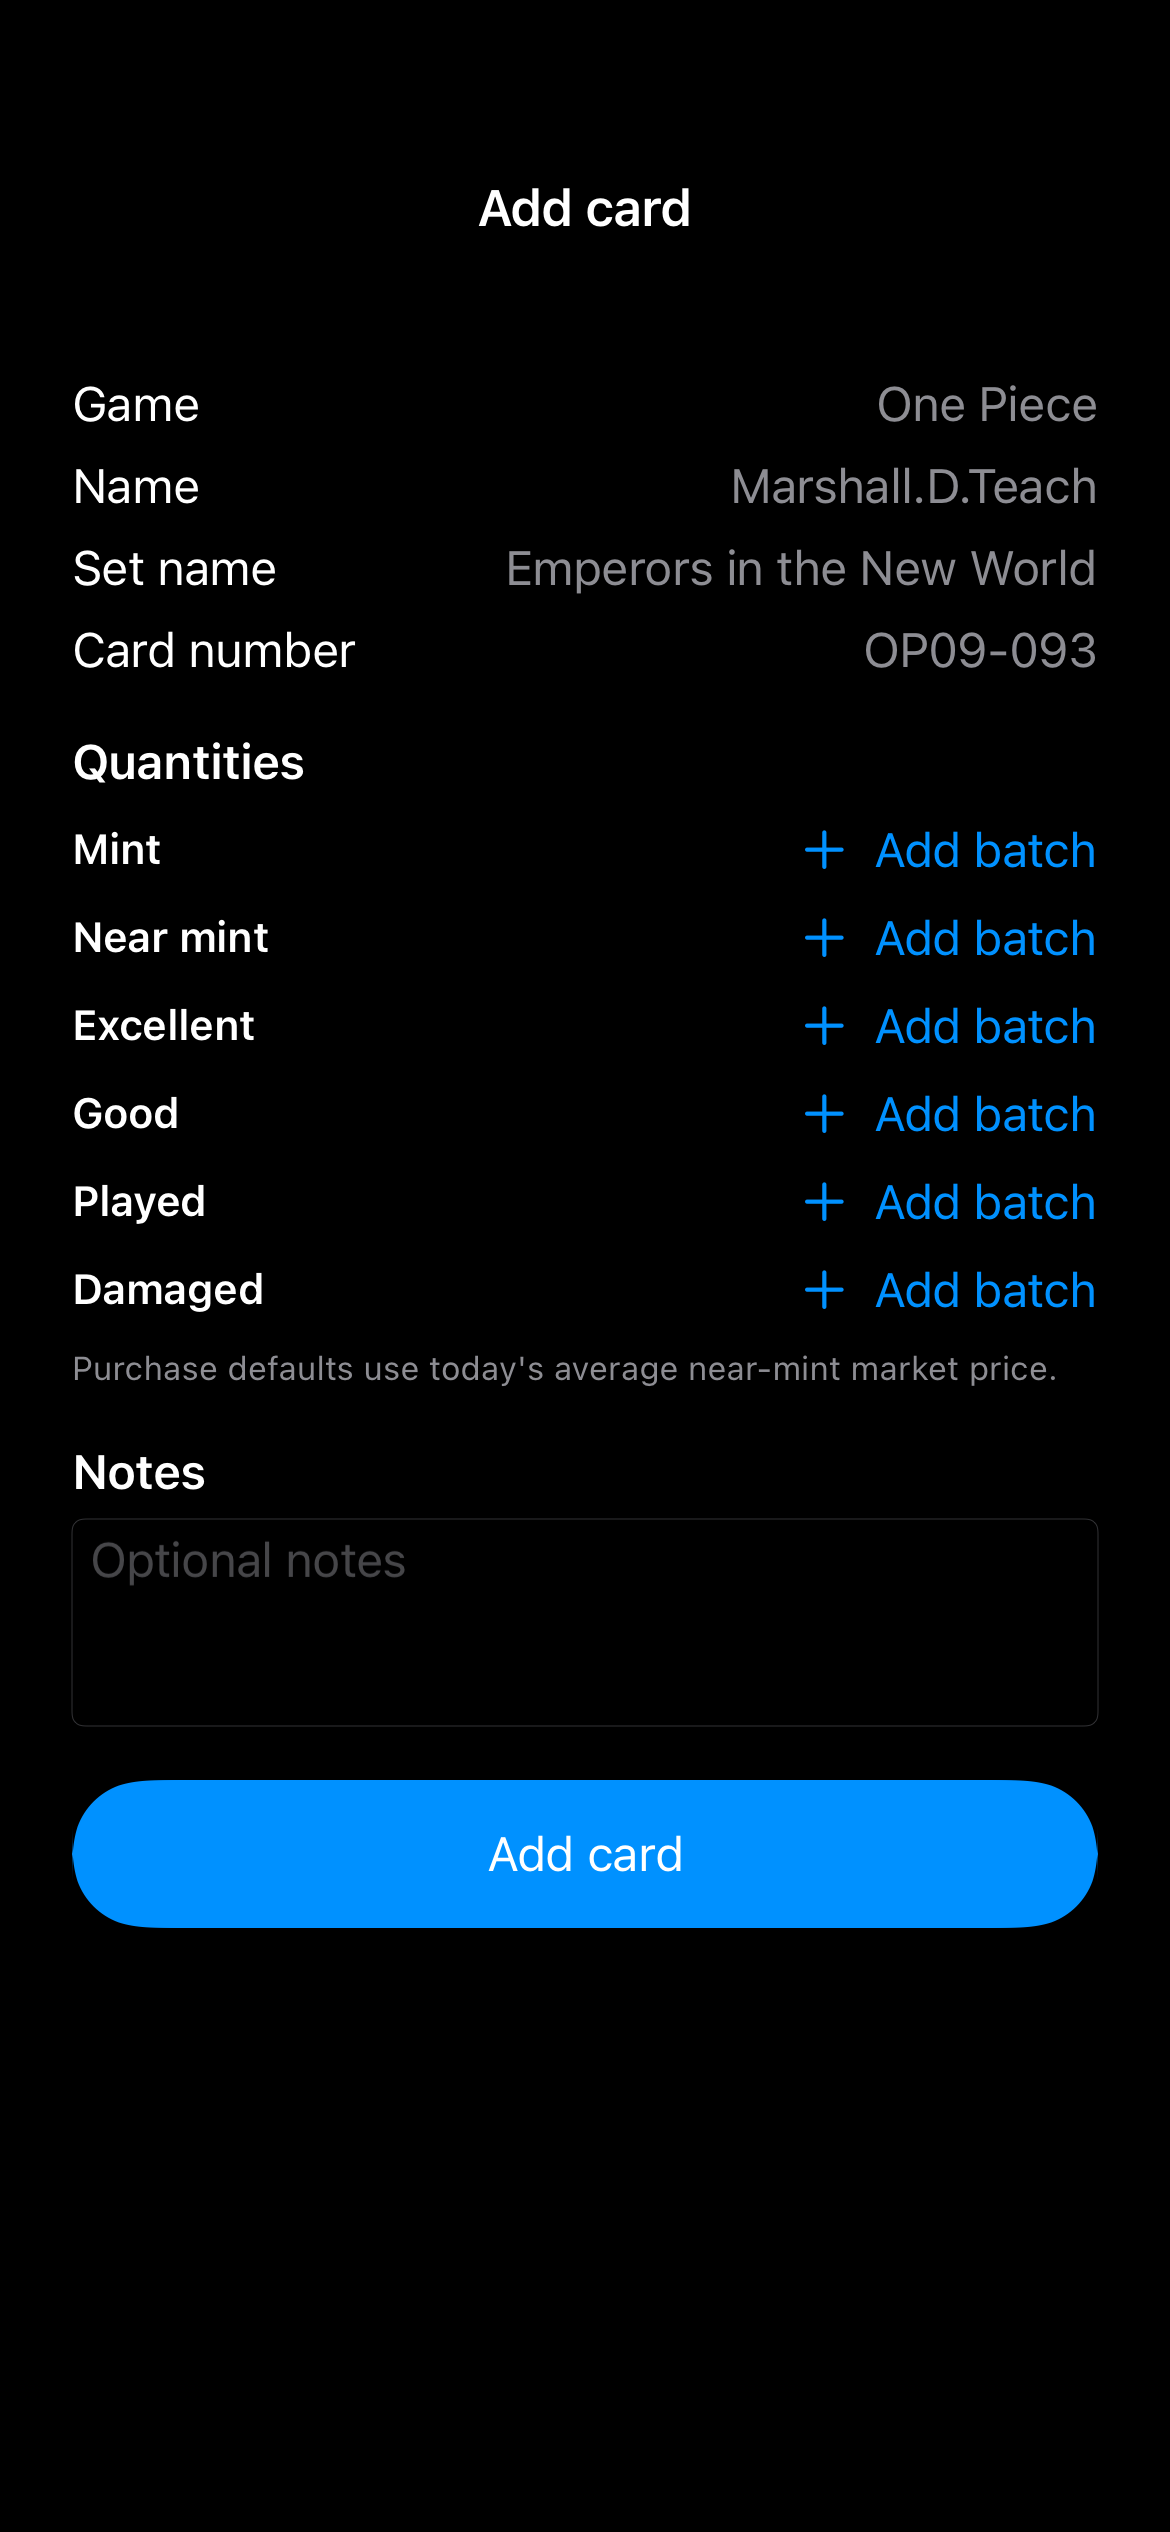 Add card
Game One Piece
Name Marshall.D.Teach
Set name Emperors in the New World
Card number OP09-093
Quantities
Mint + Add batch
Near mint + Add batch
Excellent + Add batch
Good + Add batch
Played + Add batch
Damaged + Add batch
Purchase defaults use today's average near-mint market price.
Notes
Optional notes
Add card